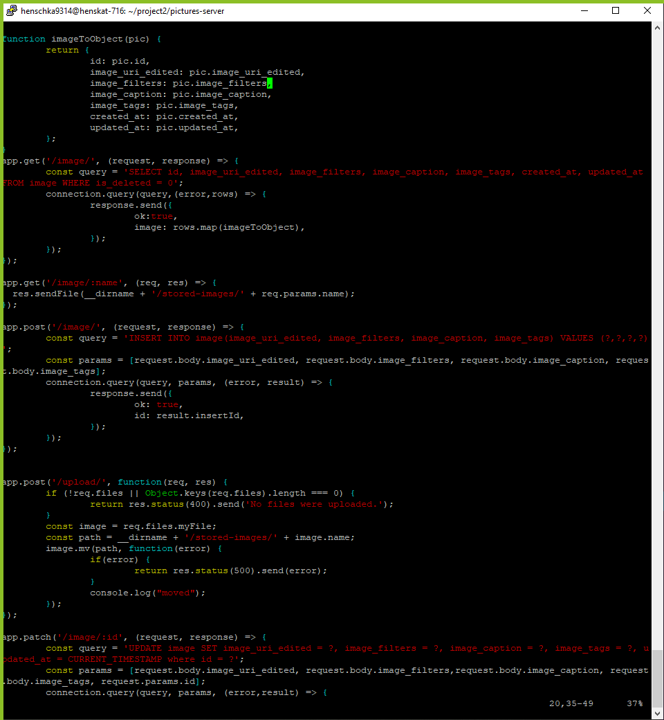 henschka9314@henskat-716: ~/project2/pictures-server
function imageToObject(pic) {
        return {
                id: pic.id,
                image_uri_edited: pic.image_uri_edited,
                image_filters: pic.image_filters,
                image_caption: pic.image_caption,
                image_tags: pic.image_tags,
                created_at: pic.created_at,
                updated_at: pic.updated_at,
        };
}
app.get('/image/', (request, response) => {
        const query = 'SELECT id, image_uri_edited, image_filters, image_caption, image_tags, created_at, updated_at
FROM image WHERE is_deleted = 0';
        connection.query(query,(error,rows) => {
                response.send({
                        ok:true,
                        image: rows.map(imageToObject),
                });
        });
});
app.get('/image/:name', (req, res) => {
  res.sendFile(__dirname + '/stored-images/' + req.params.name);
});
app.post('/image/', (request, response) => {
        const query = 'INSERT INTO image(image_uri_edited, image_filters, image_caption, image_tags) VALUES (?,?,?,?)
';
        const params = [request.body.image_uri_edited, request.body.image_filters, request.body.image_caption, reques
t.body.image_tags];
        connection.query(query, params, (error, result) => {
                response.send({
                        ok: true,
                        id: result.insertId,
                });
        });
});
app.post('/upload/', function(req, res) {
        if (!req.files || Object.keys(req.files).length === 0) {
                return res.status(400).send('No files were uploaded.');
        }
        const image = req.files.myFile;
        const path = __dirname + '/stored-images/' + image.name;
        image.mv(path, function(error) {
                if(error) {
                        return res.status(500).send(error);
                }
                console.log("moved");
        });
});
app.patch('/image/:id', (request, response) => {
        const query = 'UPDATE image SET image_uri_edited = ?, image_filters = ?, image_caption = ?, image_tags = ?, u
pdated_at = CURRENT_TIMESTAMP where id = ?';
        const params = [request.body.image_uri_edited, request.body.image_filters,request.body.image_caption, request
.body.image_tags, request.params.id];
        connection.query(query, params, (error,result) => {
20,35-49      37%